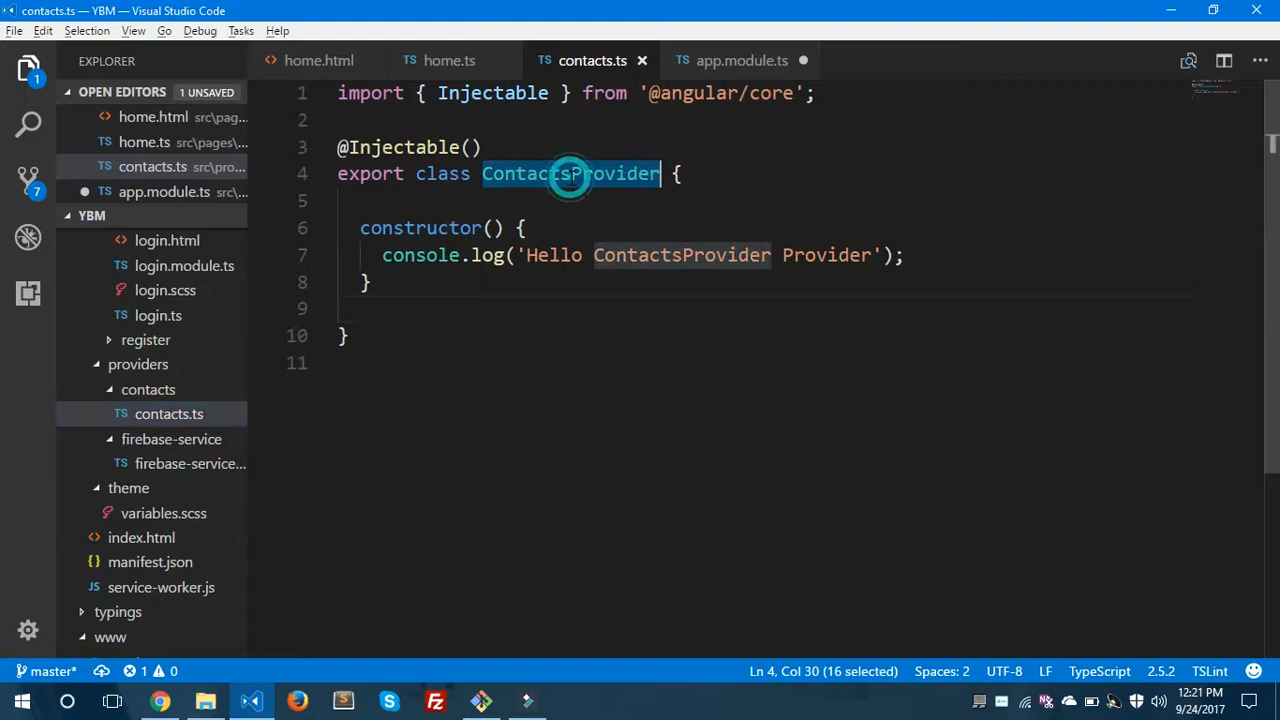 contacts.ts — YBM — Visual Studio Code
File Edit Selection View Go Debug Tasks Help
EXPLORER
home.html
home.ts
contacts.ts
app.module.ts
OPEN EDITORS 1 UNSAVED
home.html src\pag...
home.ts src\pages\...
contacts.ts src\pro...
app.module.ts src\...
YBM
login.html
login.module.ts
login.scss
login.ts
register
providers
contacts
contacts.ts
firebase-service
firebase-service...
theme
variables.scss
index.html
manifest.json
service-worker.js
typings
www
1
7
1 import { Injectable } from '@angular/core';
2
3 @Injectable()
4 export class ContactsProvider {
5
6 constructor() {
7 console.log('Hello ContactsProvider Provider');
8 }
9
10 }
11
master* 1 0
Ln 4, Col 30 (16 selected) Spaces: 2 UTF-8 LF TypeScript 2.5.2 TSLint
12:21 PM
9/24/2017